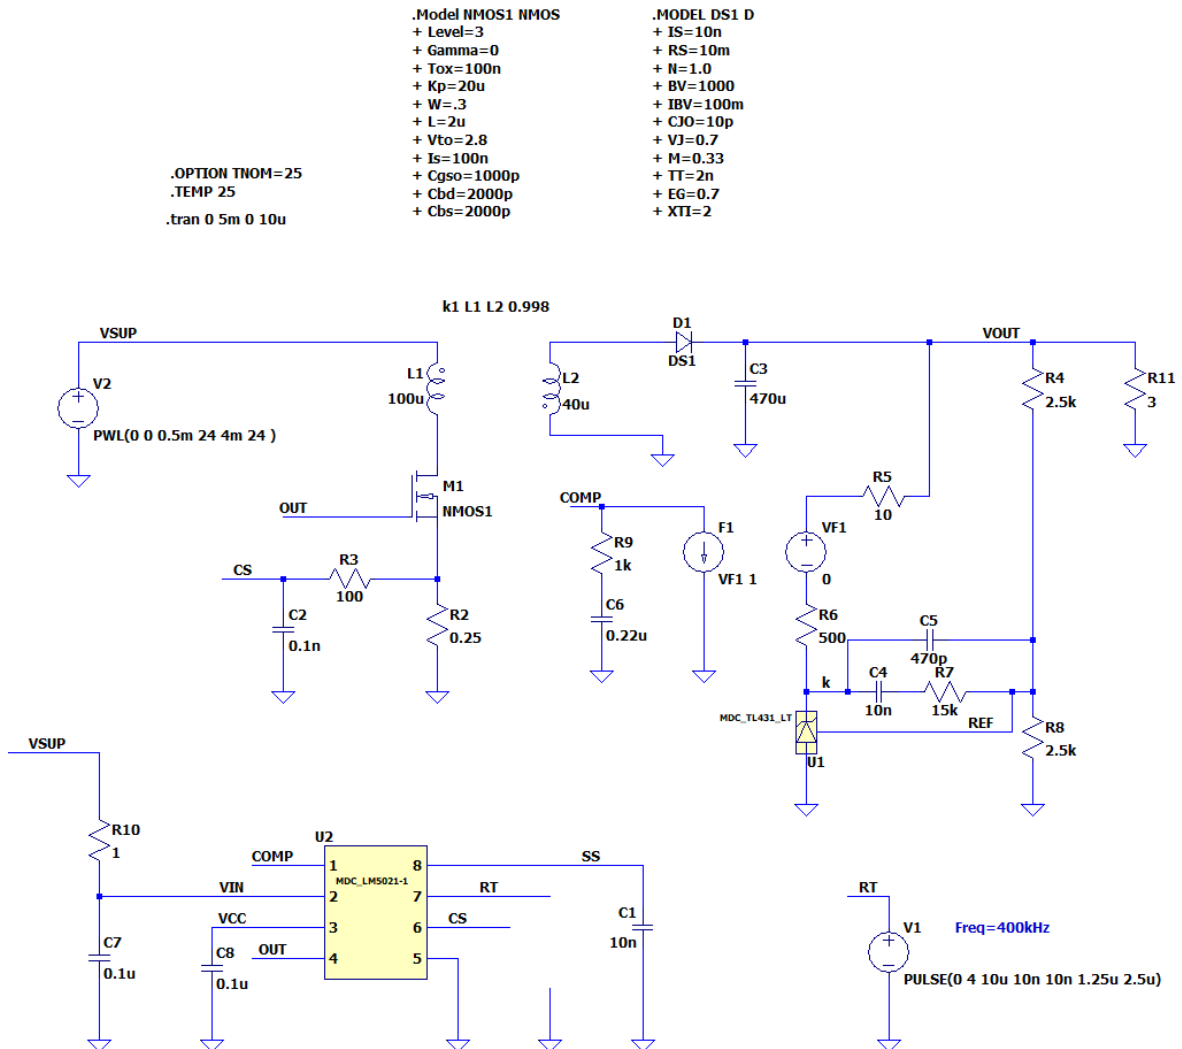 .Model NMOS1 NMOS
+ Level=3
+ Gamma=0
+ Tox=100n
+ Kp=20u
+ W=.3
+ L=2u
+ Vto=2.8
+ Is=100n
+ Cgso=1000p
+ Cbd=2000p
+ Cbs=2000p
.MODEL DS1 D
+ IS=10n
+ RS=10m
+ N=1.0
+ BV=1000
+ IBV=100m
+ CJO=10p
+ VJ=0.7
+ M=0.33
+ TT=2n
+ EG=0.7
+ XTI=2
.OPTION TNOM=25
.TEMP 25
.tran 0 5m 0 10u
k1 L1 L2 0.998
VSUP
V2
PWL(0 0 0.5m 24 4m 24 )
L1
100u
L2
40u
D1
DS1
C3
470u
VOUT
R4
2.5k
R11
3
M1
NMOS1
OUT
CS
R3
100
C2
0.1n
R2
0.25
COMP
R9
1k
C6
0.22u
F1
VF1 1
R5
10
VF1
0
R6
500
C5
470p
k
C4
10n
R7
15k
MDC_TL431_LT
REF
U1
R8
2.5k
VSUP
R10
1
VIN
C7
0.1u
VCC
C8
0.1u
COMP
OUT
U2
MDC_LM5021-1
1
2
3
4
8
7
6
5
SS
RT
CS
C1
10n
RT
V1
Freq=400kHz
PULSE(0 4 10u 10n 10n 1.25u 2.5u)